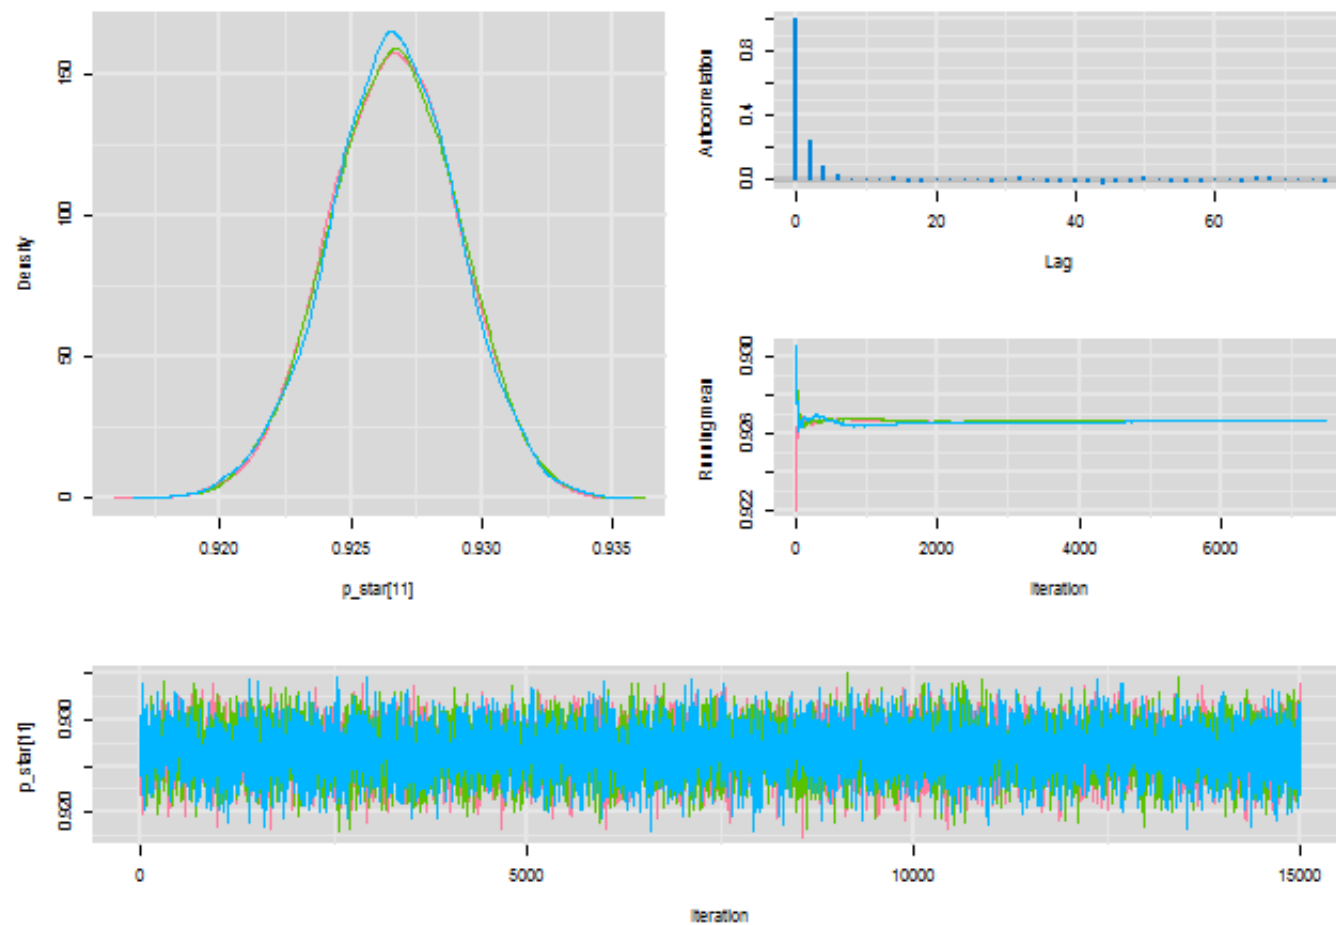 Density
150
100
50
0
0.920 0.925 0.930 0.935
p_star[11]
Autocorrelation
0.8
0.4
0.0
0 20 40 60
Lag
Running mean
0.930
0.926
0.922
0 2000 4000 6000
Iteration
p_star[11]
0.930
0.920
0 5000 10000 15000
Iteration